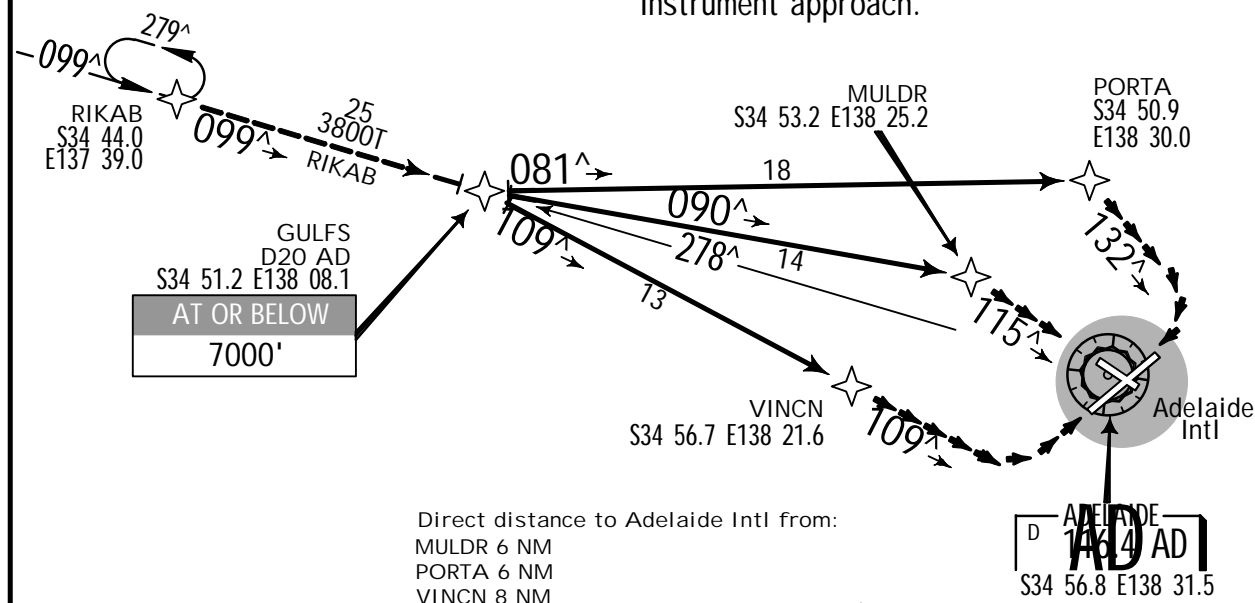 Instrument approach.
279^
099^
RIKAB
S34 44.0
E137 39.0
099^
25
3800T
RIKAB
MULDR
S34 53.2 E138 25.2
PORTA
S34 50.9
E138 30.0
081^
18
090^
278^
14
109^
13
132^
115^
GULFS
D20 AD
S34 51.2 E138 08.1
AT OR BELOW
7000'
VINCN
S34 56.7 E138 21.6
109^
Adelaide
Intl
Direct distance to Adelaide Intl from:
MULDR 6 NM
PORTA 6 NM
VINCN 8 NM
ADELAIDE
D 116.4 AD
AD
S34 56.8 E138 31.5